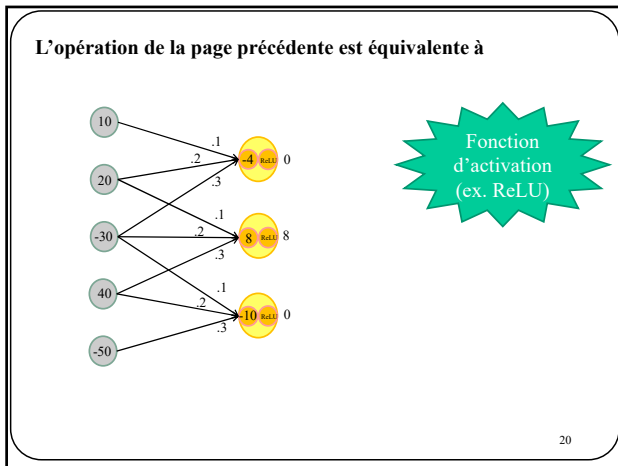 L'opération de la page précédente est équivalente à
10
20
-30
40
-50
.1
.2
.3
.1
.2
.3
.1
.2
.3
-4 ReLU 0
8 ReLU 8
-10 ReLU 0
Fonction
d'activation
(ex. ReLU)
20